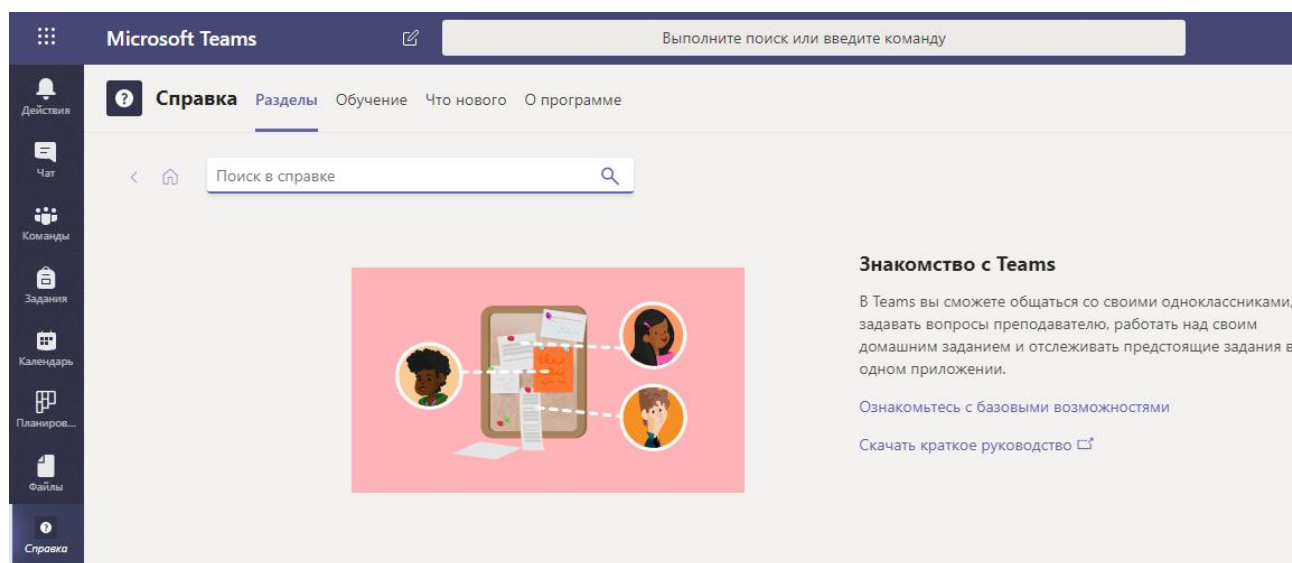 Microsoft Teams
Выполните поиск или введите команду
Действия
Чат
Команды
Задания
Календарь
Планиров...
Файлы
Справка
Справка Разделы Обучение Что нового О программе
Поиск в справке
Знакомство с Teams
В Teams вы сможете общаться со своими одноклассниками,
задавать вопросы преподавателю, работать над своим
домашним заданием и отслеживать предстоящие задания в
одном приложении.
Ознакомьтесь с базовыми возможностями
Скачать краткое руководство